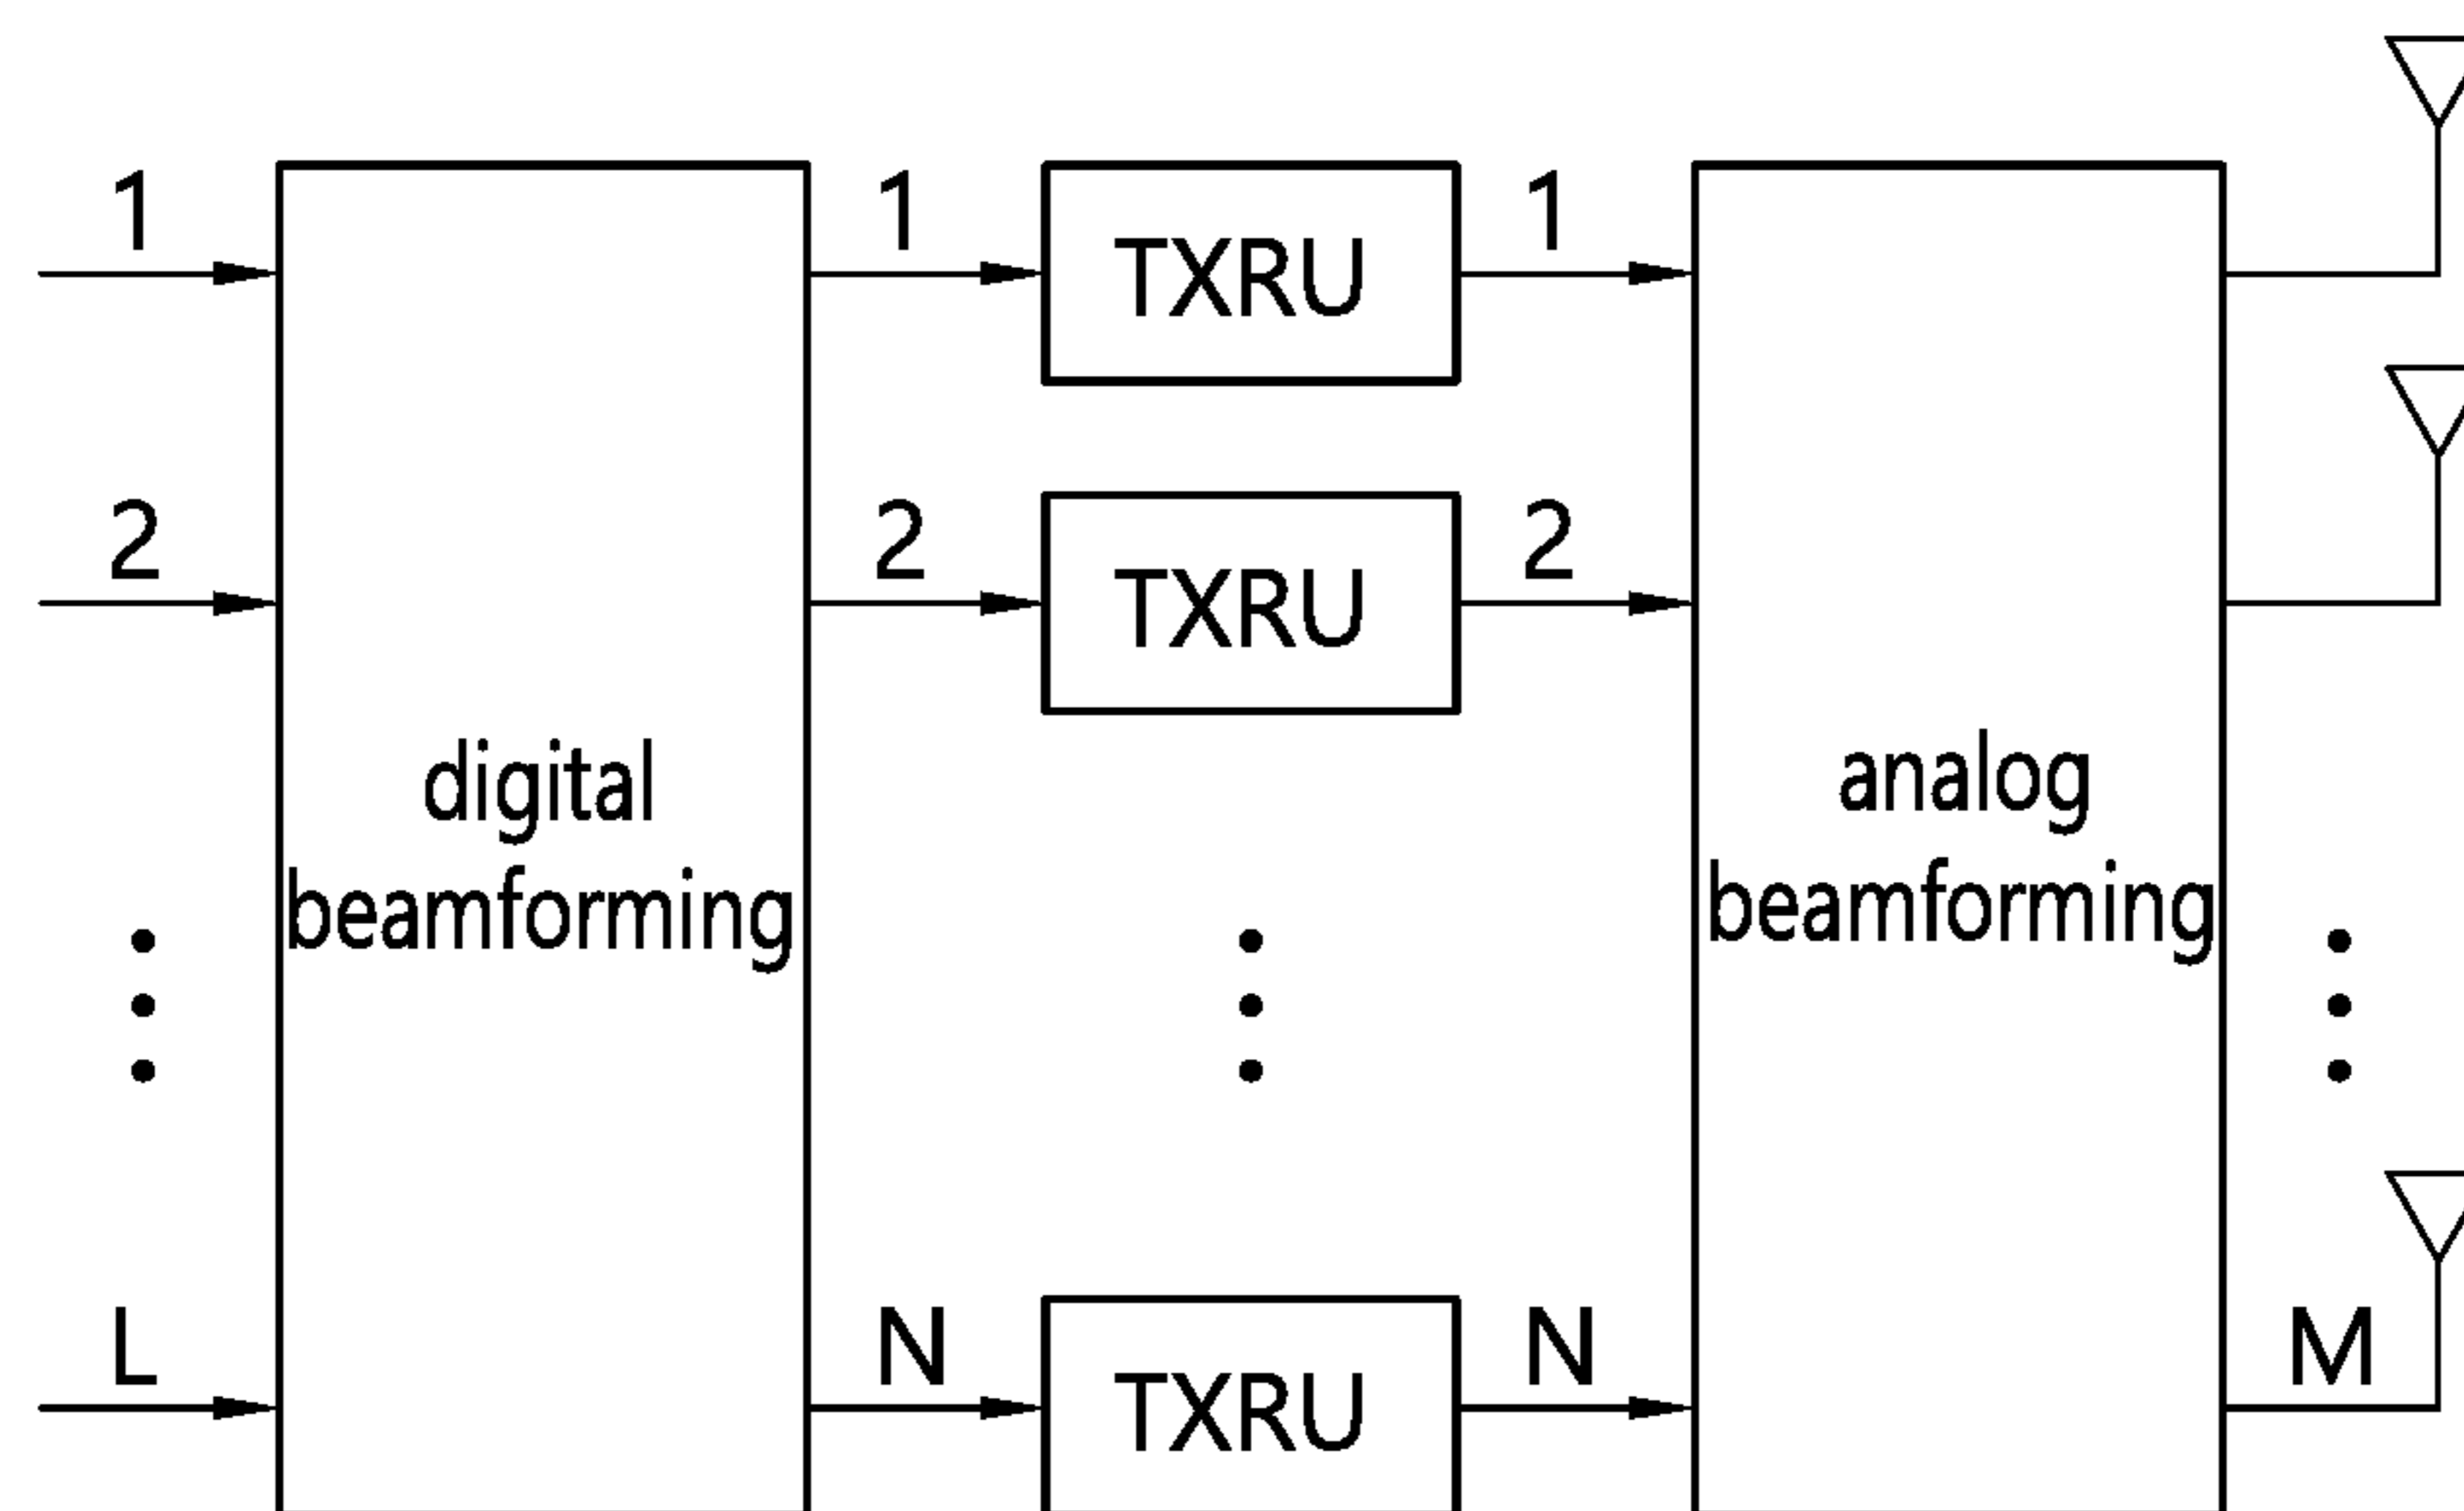 1 1 1
TXRU
2 2 2
TXRU
digital
beamforming
analog
beamforming
L N N M
TXRU